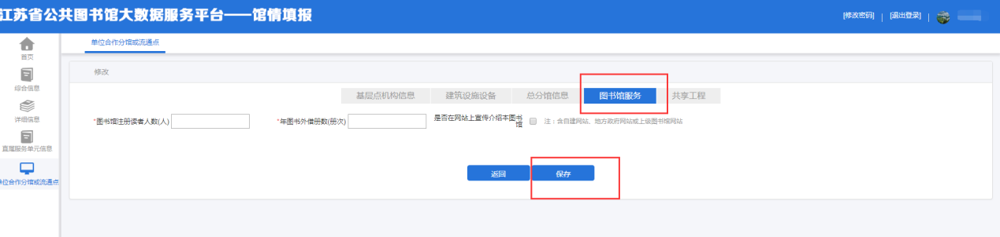 江苏省公共图书馆大数据服务平台——馆情填报
[修改密码] | [退出登录] |
首页
综合信息
详细信息
直属服务单元信息
单位合作分馆或流通点
单位合作分馆或流通点
修改
基层点机构信息 建筑设施设备 总分馆信息 图书馆服务 共享工程
*图书馆注册读者人数(人) *年图书外借册数(册次) 是否在网站上宣传介绍本图书馆 注：含自建网站、地方政府网站或上级图书馆网站
返回 保存